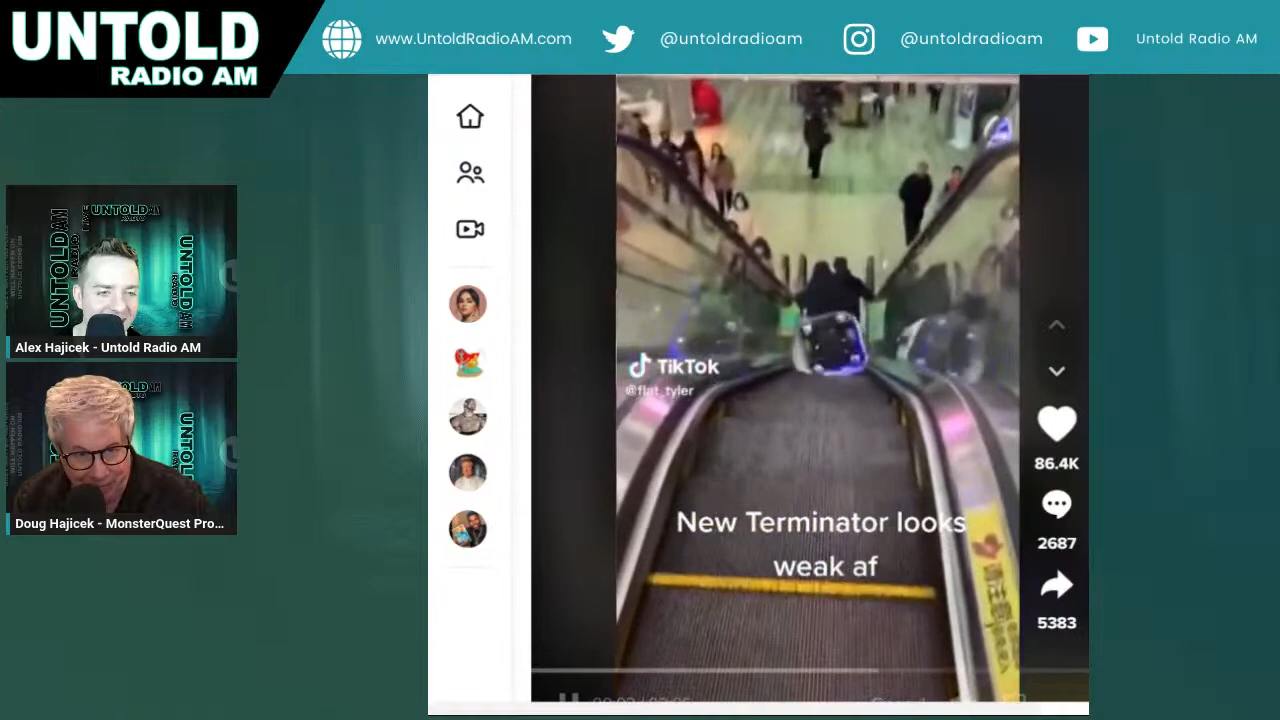 UNTOLD
RADIO AM
www.UntoldRadioAM.com
@untoldradioam
@untoldradioam
Untold Radio AM
Alex Hajicek - Untold Radio AM
Doug Hajicek - MonsterQuest Pro...
TikTok
@flat_tyler
New Terminator looks
weak af
86.4K
2687
5383